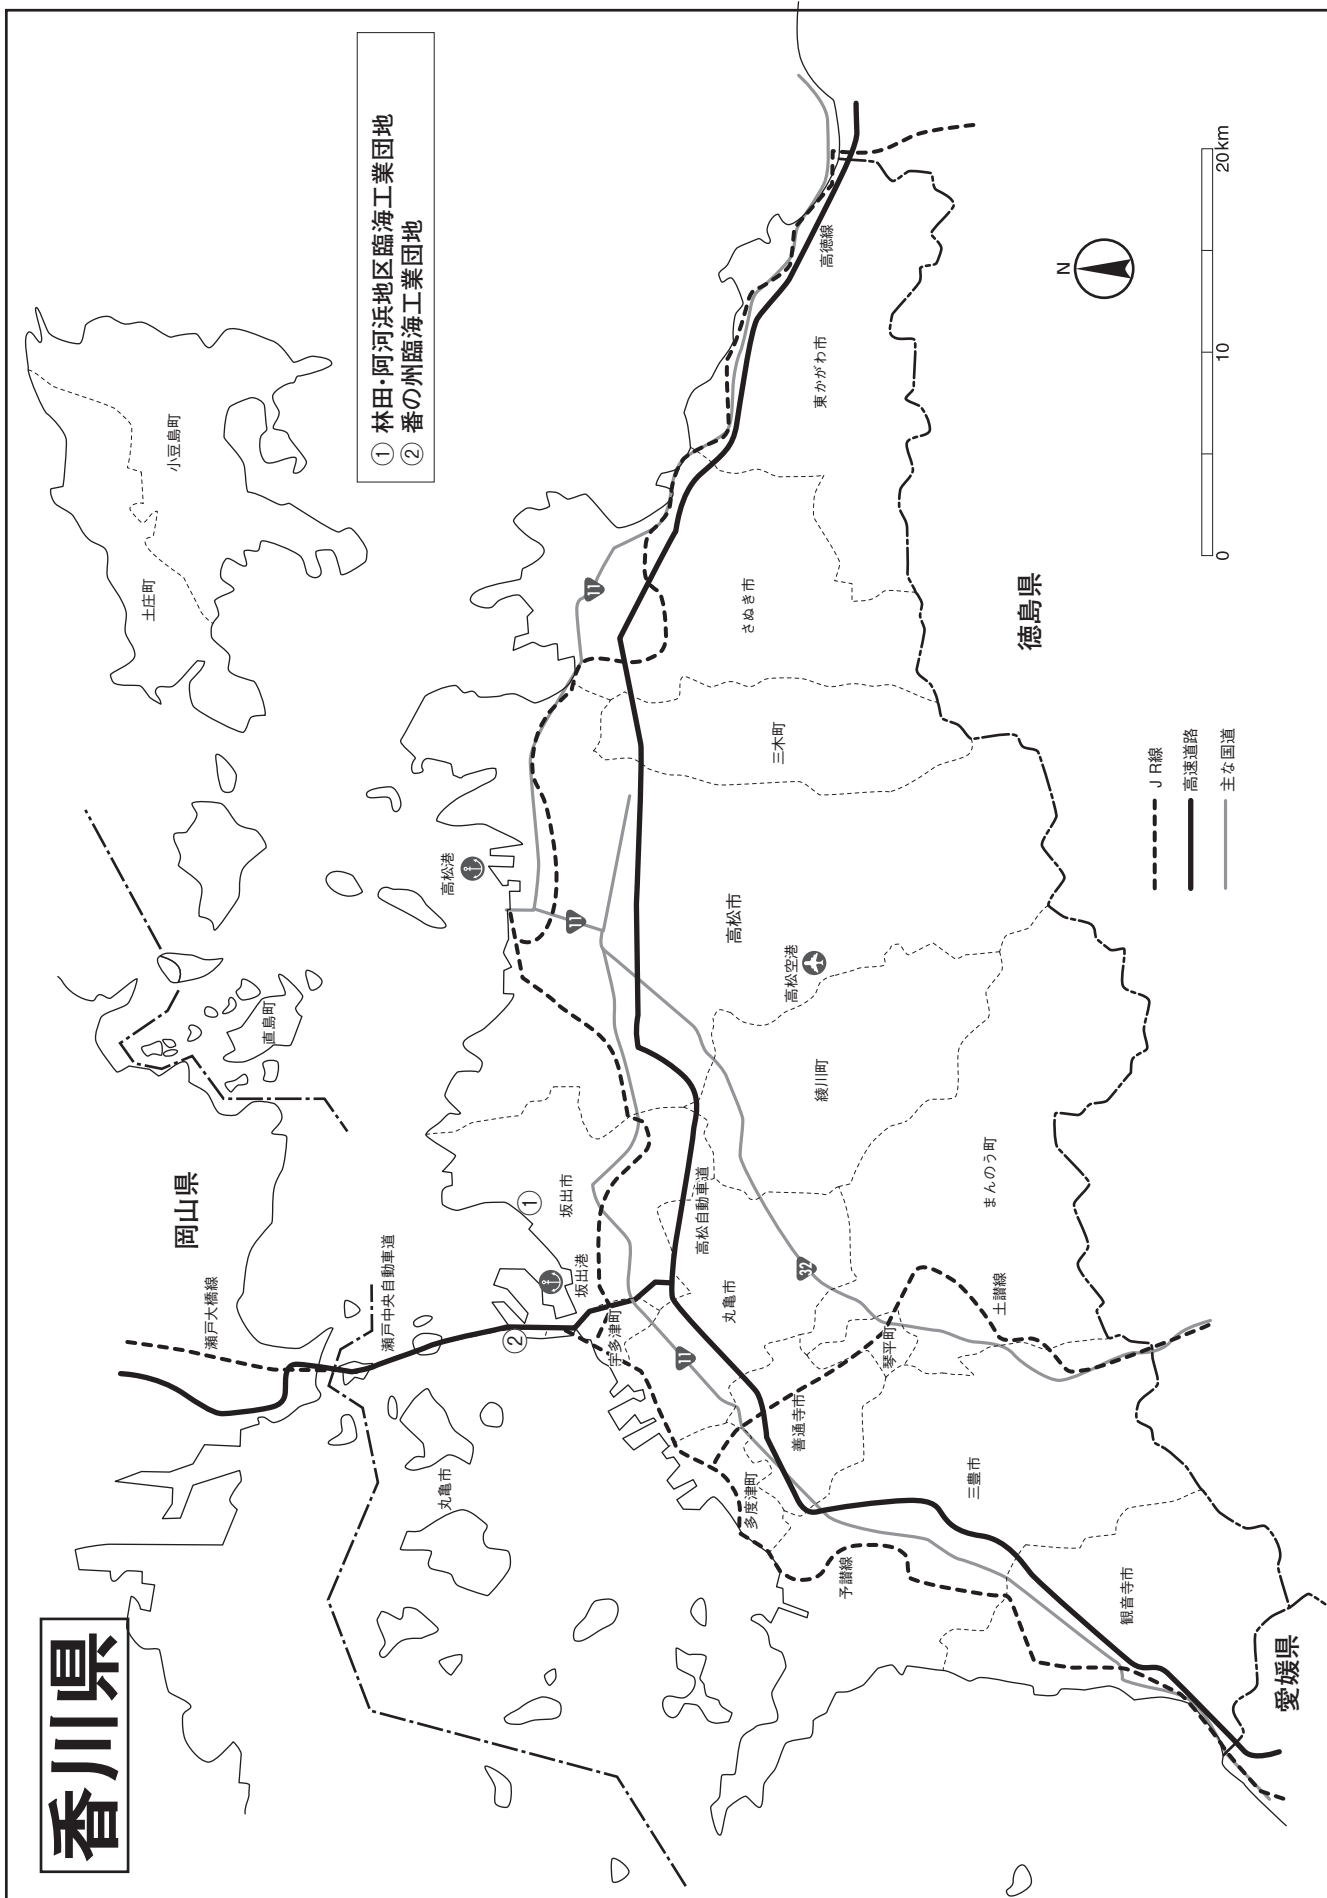 香川県
① 林田・阿河浜地区臨海工業団地
② 番の州臨海工業団地
岡山県
小豆島町
土庄町
直島町
瀬戸大橋線
瀬戸中央自動車道
丸亀市
高松港
坂出港
①
②
坂出市
宇多津町
11
11
11
高松市
高松空港
三木町
さぬき市
東かがわ市
高徳線
高松自動車道
丸亀市
綾川町
32
まんのう町
土讃線
琴平町
善通寺市
多度津町
予讃線
三豊市
観音寺市
愛媛県
徳島県
N
JR線
高速道路
主な国道
0
10
20km